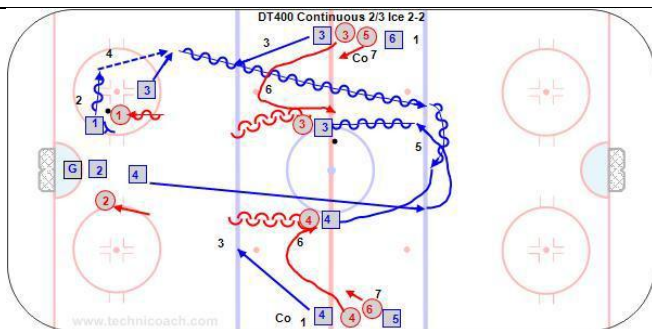 DT400 Continuous 2/3 Ice 2-2
3 3 3 5 6 1
Co 7
4
3
6
2
1 1
3 3
5
G 2 4
2
4 4
3 6
7
Co 1 4 4 6 5
www.technicoach.com